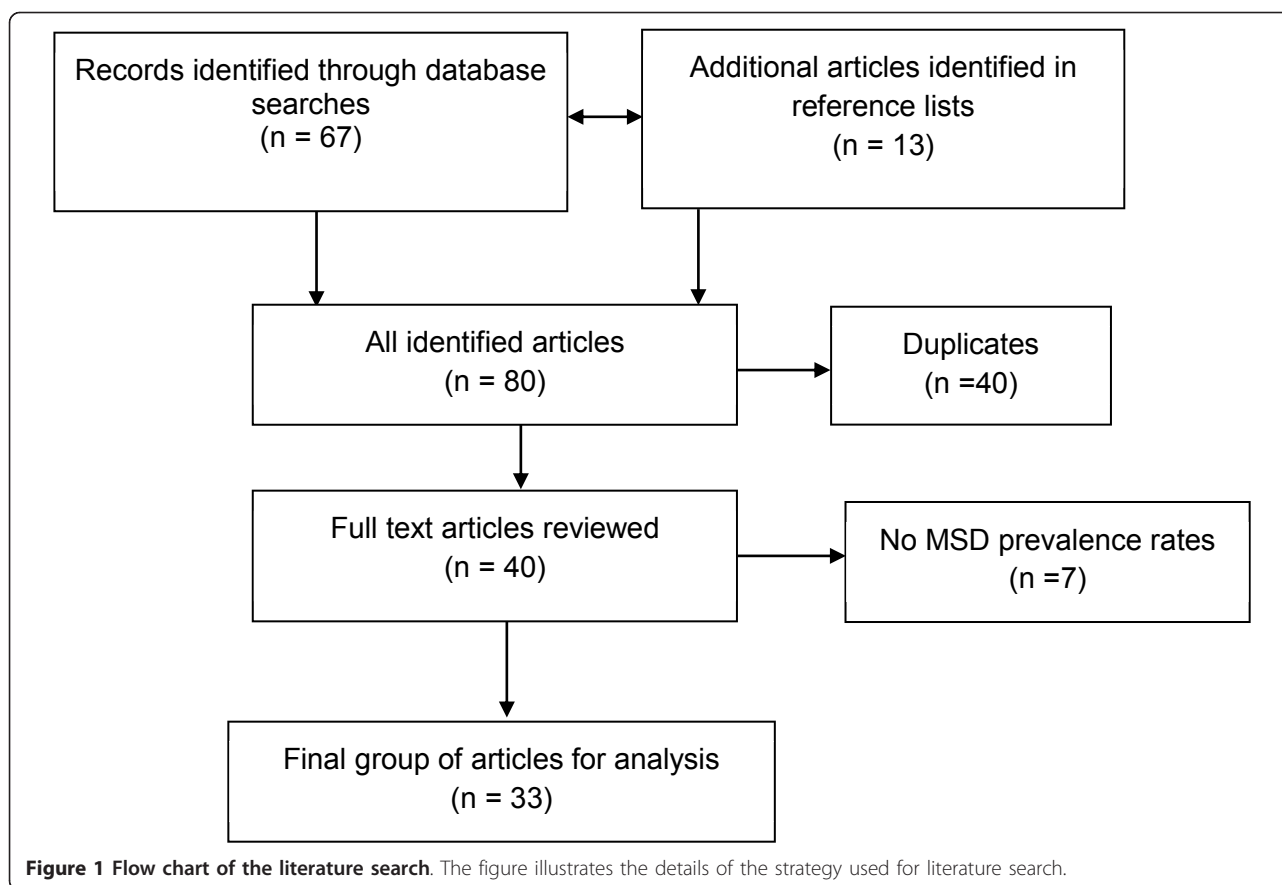 Records identified through database
searches
(n = 67)
Additional articles identified in
reference lists
(n = 13)
All identified articles
(n = 80)
Duplicates
(n =40)
Full text articles reviewed
(n = 40)
No MSD prevalence rates
(n =7)
Final group of articles for analysis
(n = 33)
Figure 1 Flow chart of the literature search. The figure illustrates the details of the strategy used for literature search.